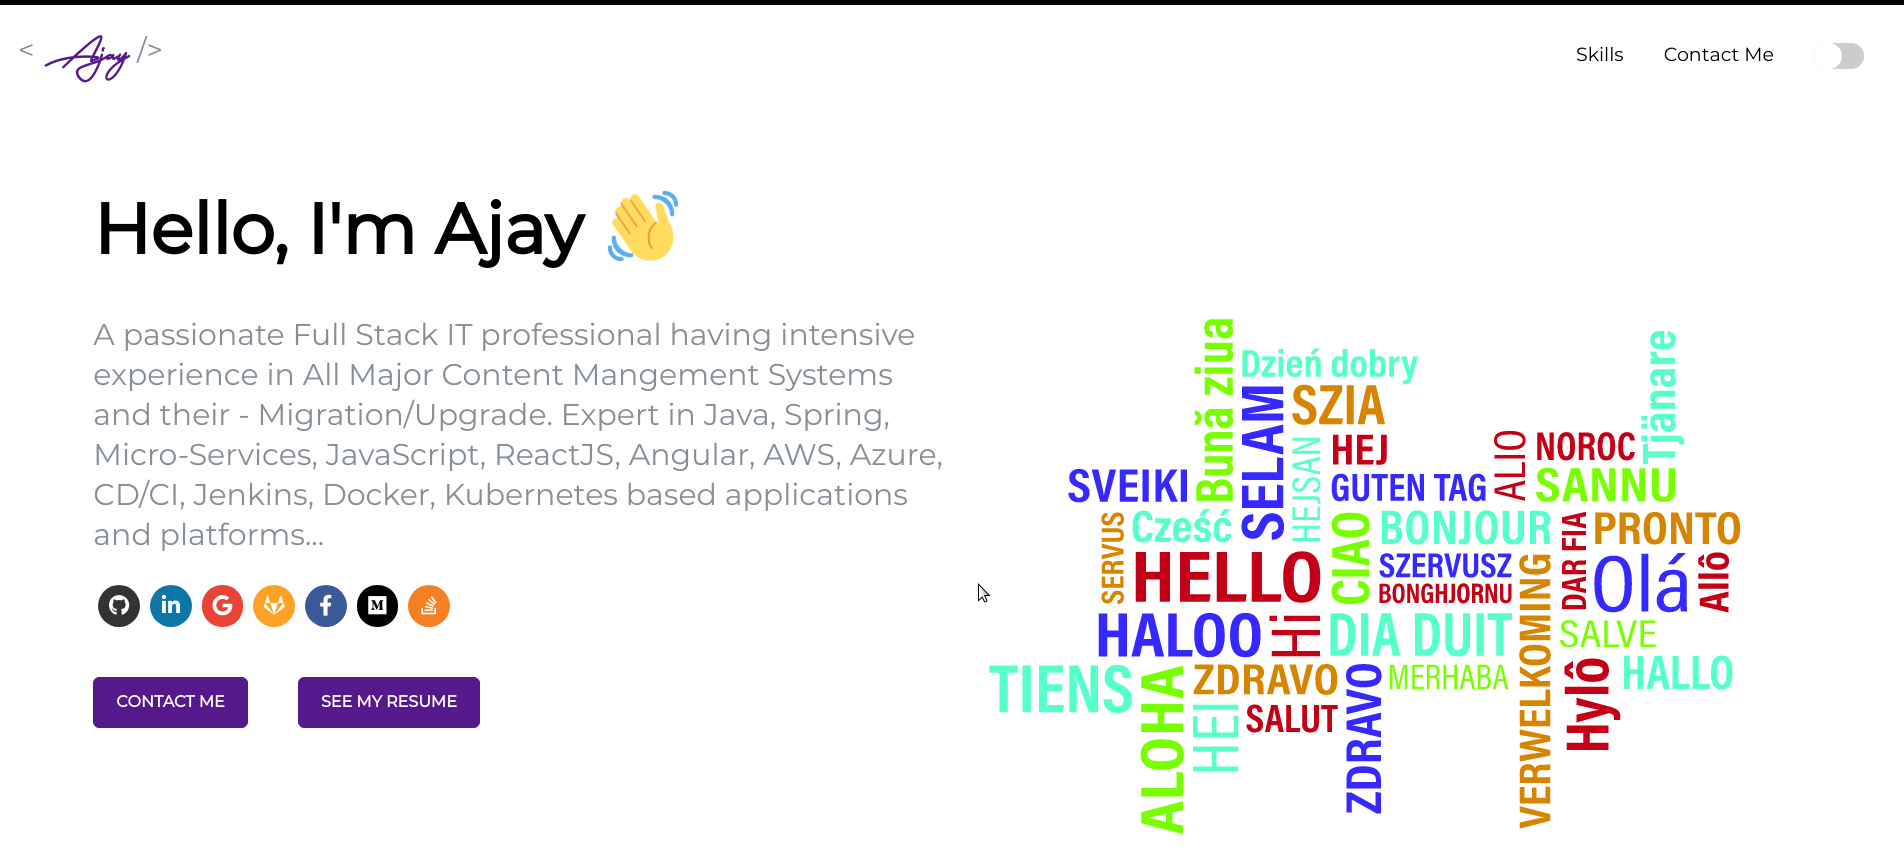 < Ajay />
Skills
Contact Me
Hello, I'm Ajay
A passionate Full Stack IT professional having intensive
experience in All Major Content Mangement Systems
and their - Migration/Upgrade. Expert in Java, Spring,
Micro-Services, JavaScript, ReactJS, Angular, AWS, Azure,
CD/CI, Jenkins, Docker, Kubernetes based applications
and platforms...
in
G
f
M
CONTACT ME
SEE MY RESUME
Bună ziua
Dzień dobry
SELAM
SZIA
Tjänare
HEJSAN
HEJ
ALIO
NOROC
SVEIKI
GUTEN TAG
SANNU
SERVUS
Cześć
CIAO
BONJOUR
DAR FIA
PRONTO
HELLO
SZERVUSZ
BONGHJORNU
VERWELKOMING
Olá
Allô
HALOO
Hi
DIA DUIT
SALVE
TIENS
ALOHA
ZDRAVO
ZDRAVO
MERHABA
Hylô
HALLO
HEI
SALUT